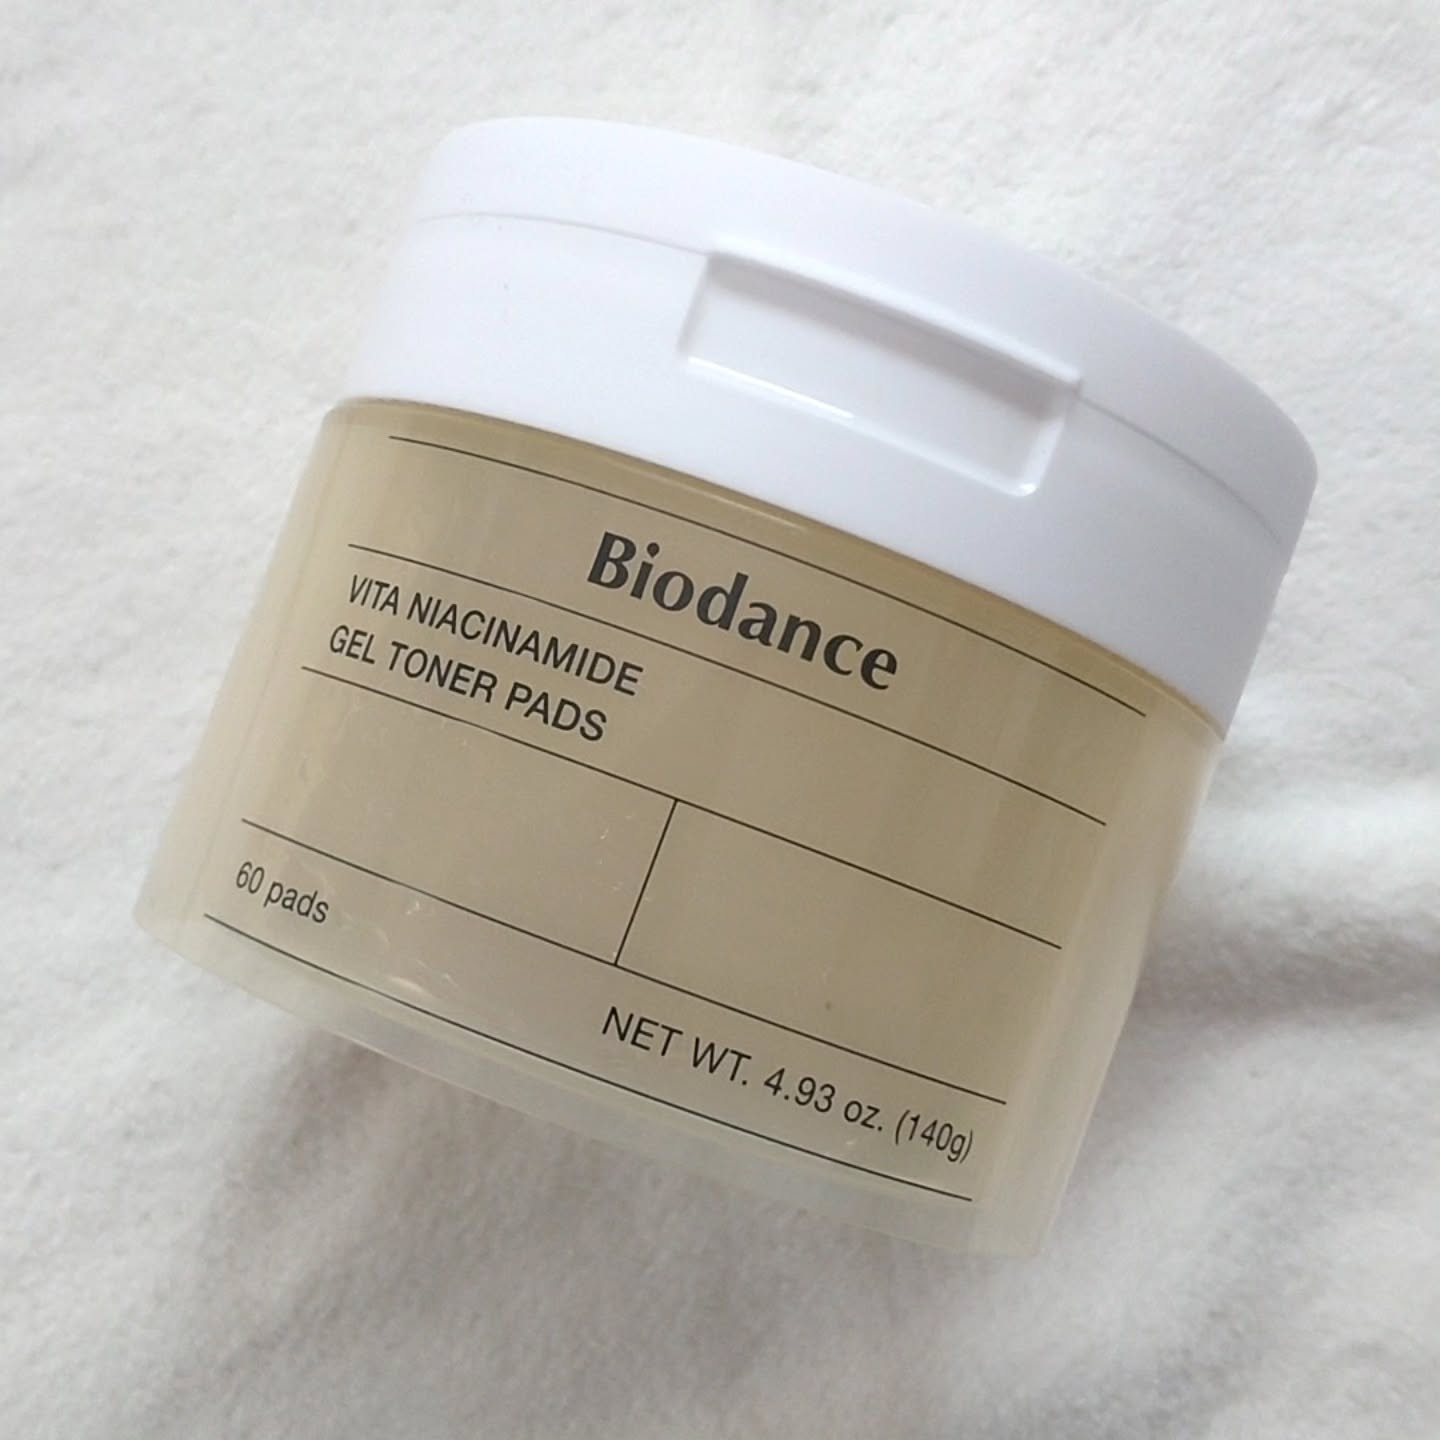 Biodance
VITA NIACINAMIDE
GEL TONER PADS
60 pads
NET WT. 4.93 oz. (140g)